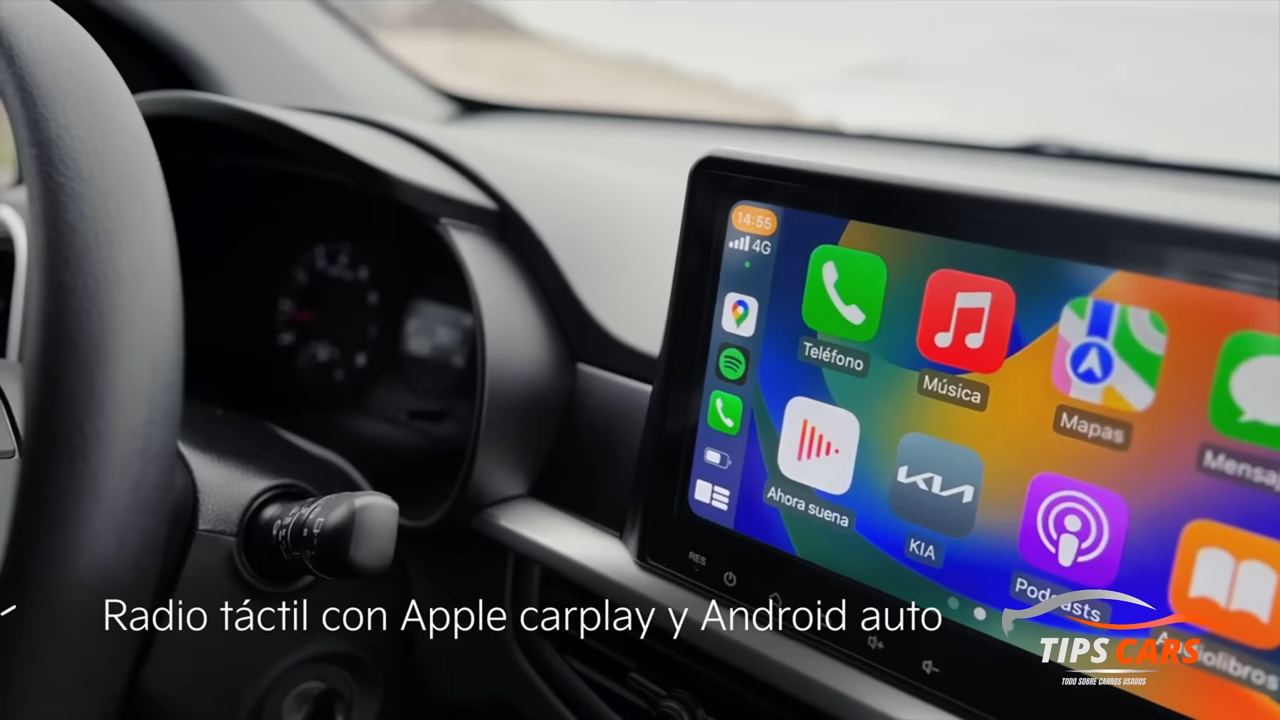 14:55
4G
Teléfono
Música
Mapas
Ahora suena
KIA
Podcasts
RES
Radio táctil con Apple carplay y Android auto
TIPS CARS
TODO SOBRE CARROS USADOS